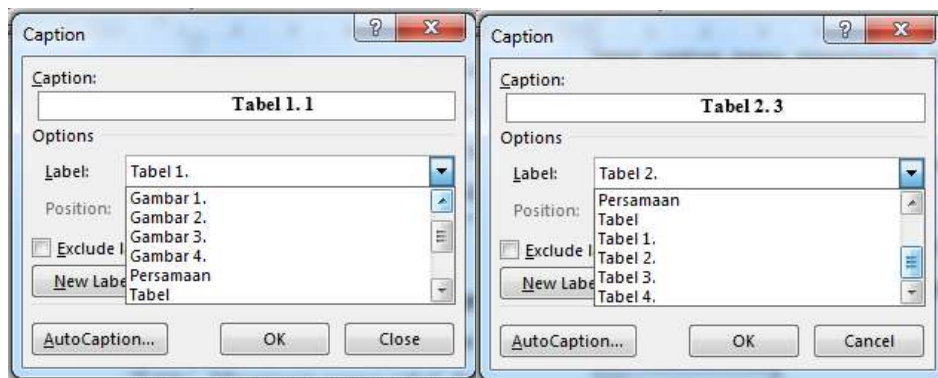 Caption
Caption:
Tabel 1. 1
Options
Label:
Tabel 1.
Gambar 1.
Gambar 2.
Gambar 3.
Gambar 4.
Persamaan
Tabel
Position:
Exclude l
New Labe
AutoCaption...
OK
Close
Caption
Caption:
Tabel 2. 3
Options
Label:
Tabel 2.
Persamaan
Tabel
Tabel 1.
Tabel 2.
Tabel 3.
Tabel 4.
Position:
Exclude l
New Labe
AutoCaption...
OK
Cancel